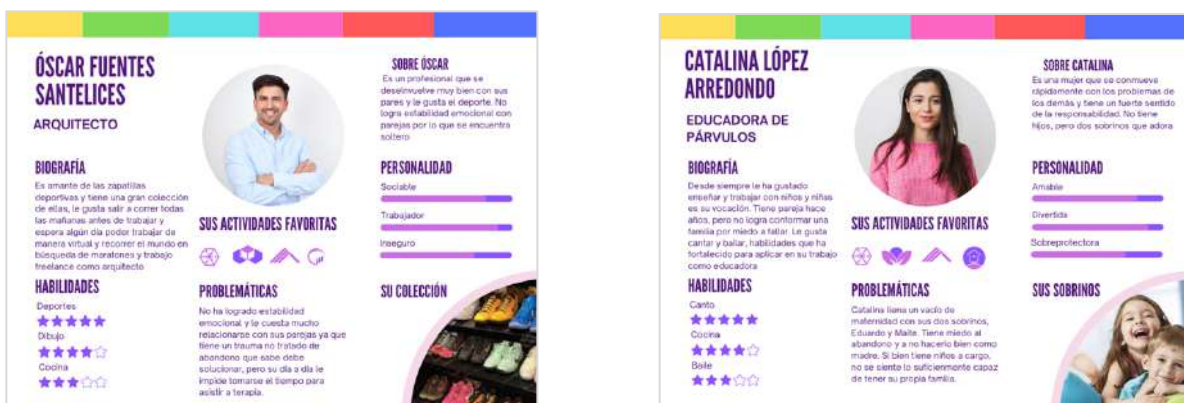 ÓSCAR FUENTES
SANTELICES
ARQUITECTO
BIOGRAFÍA
Es amante de las zapatillas
deportivas y tiene una gran colección
de ellas, le gusta salir a correr todas
las mañanas antes de trabajar y
espera algún día poder trabajar de
manera virtual y recorrer el mundo en
búsqueda de maratones y trabajo
freelance como arquitecto
HABILIDADES
Deportes
Dibujo
Cocina
SUS ACTIVIDADES FAVORITAS
PROBLEMÁTICAS
No ha logrado estabilidad
emocional y le cuesta mucho
relacionarse con sus parejas ya que
tiene un trauma no tratado de
abandono que sabe debe
solucionar, pero su día a día le
impide tomarse el tiempo para
asistir a terapia.
SOBRE ÓSCAR
Es un profesional que se
deselnvuelve muy bien con sus
pares y le gusta el deporte. No
logra estabilidad emocional con
parejas por lo que se encuentra
soltero
PERSONALIDAD
Sociable
Trabajador
Inseguro
SU COLECCIÓN
CATALINA LÓPEZ
ARREDONDO
EDUCADORA DE
PÁRVULOS
BIOGRAFÍA
Desde siempre le ha gustado
enseñar y trabajar con niños y niñas
es su vocación. Tiene pareja hace
años, pero no logra conformar una
familia por miedo a fallar. Le gusta
cantar y bailar, habilidades que ha
fortalecido para aplicar en su trabajo
como educadora
HABILIDADES
Canto
Cocina
Baile
SUS ACTIVIDADES FAVORITAS
PROBLEMÁTICAS
Catalina llena un vacío de
maternidad con sus dos sobrinos,
Eduardo y Maite. Tiene miedo al
abandono y a no hacerlo bien como
madre. Si bien tiene niños a cargo,
no se siente lo suficienmente capaz
de tener su propia familia.
SOBRE CATALINA
Es una mujer que se conmueve
rápidamente con los problemas de
los demás y tiene un fuerte sentido
de la responsabilidad. No tiene
hijos, pero dos sobrinos que adora
PERSONALIDAD
Amable
Divertida
Sobreprotectora
SUS SOBRINOS